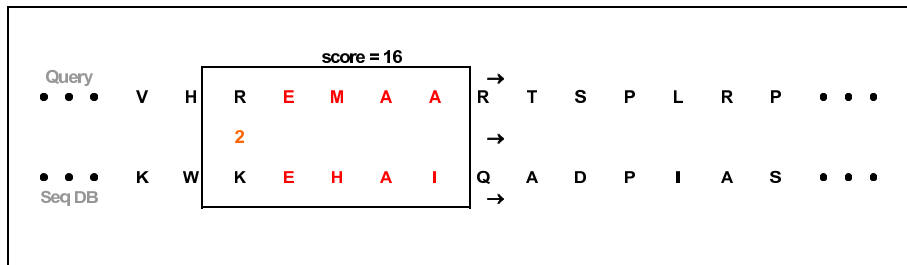 score = 16
Query
• • • V H R E M A A R T S P L R P • • •
→
2 →
• • • K W K E H A I Q A D P I A S • • •
Seq DB →